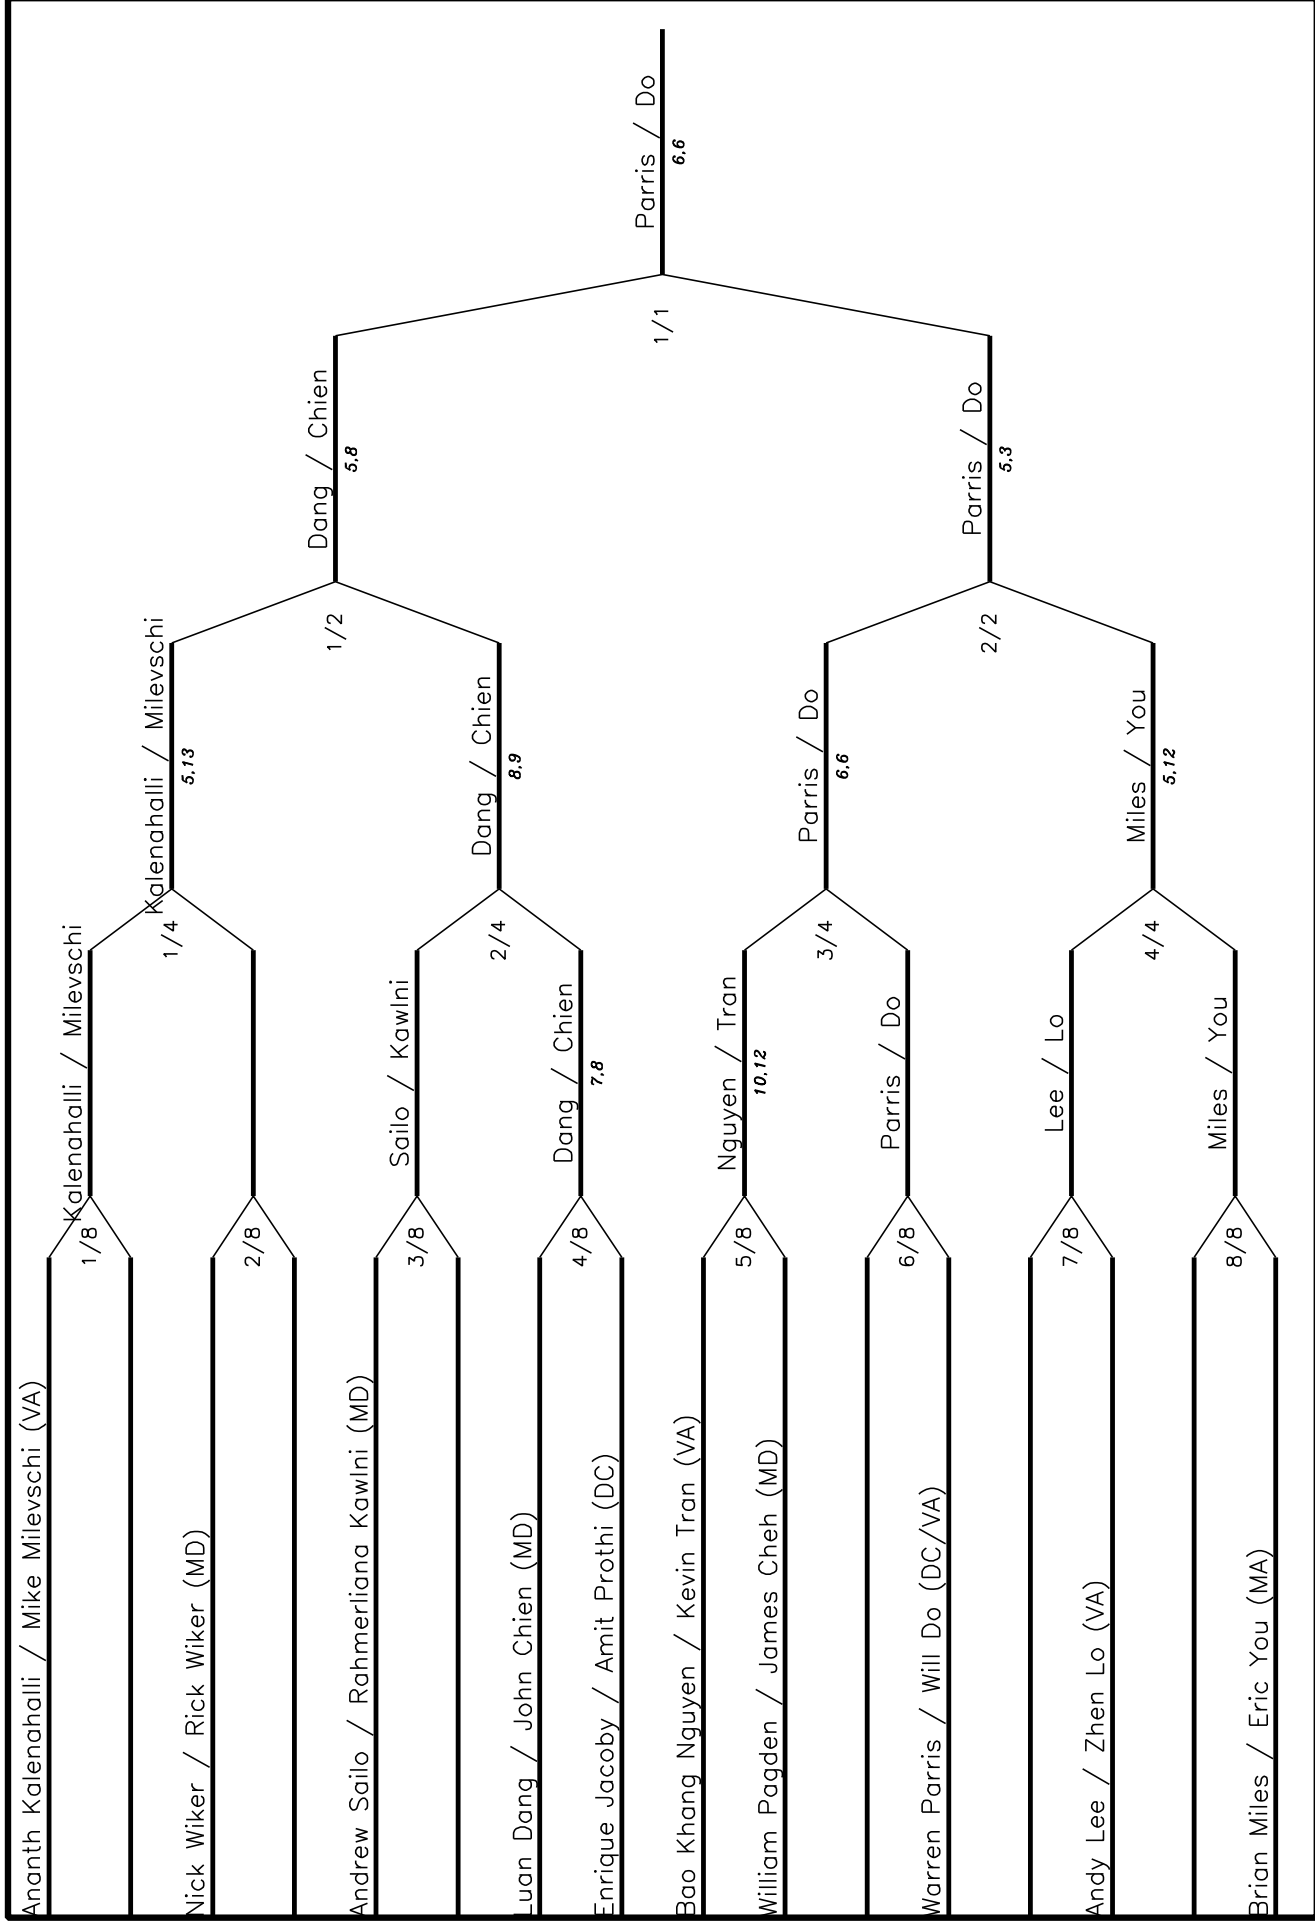 Ananth Kalenahalli / Mike Milevschi (VA)
Nick Wiker / Rick Wiker (MD)
Andrew Sailo / Rahmerliana Kawlni (MD)
Luan Dang / John Chien (MD)
Enrique Jacoby / Amit Prothi (DC)
Bao Khang Nguyen / Kevin Tran (VA)
William Pagden / James Cheh (MD)
Warren Parris / Will Do (DC/VA)
Andy Lee / Zhen Lo (VA)
Brian Miles / Eric You (MA)
1/8
2/8
3/8
4/8
5/8
6/8
7/8
8/8
Kalenahalli / Milevschi
Sailo / Kawlni
Dang / Chien
7,8
Nguyen / Tran
10,12
Parris / Do
Lee / Lo
Miles / You
1/4
2/4
3/4
4/4
Kalenahalli / Milevschi
5,13
Dang / Chien
8,9
Parris / Do
6,6
Miles / You
5,12
1/2
2/2
Dang / Chien
5,8
Parris / Do
5,3
1/1
Parris / Do
6,6